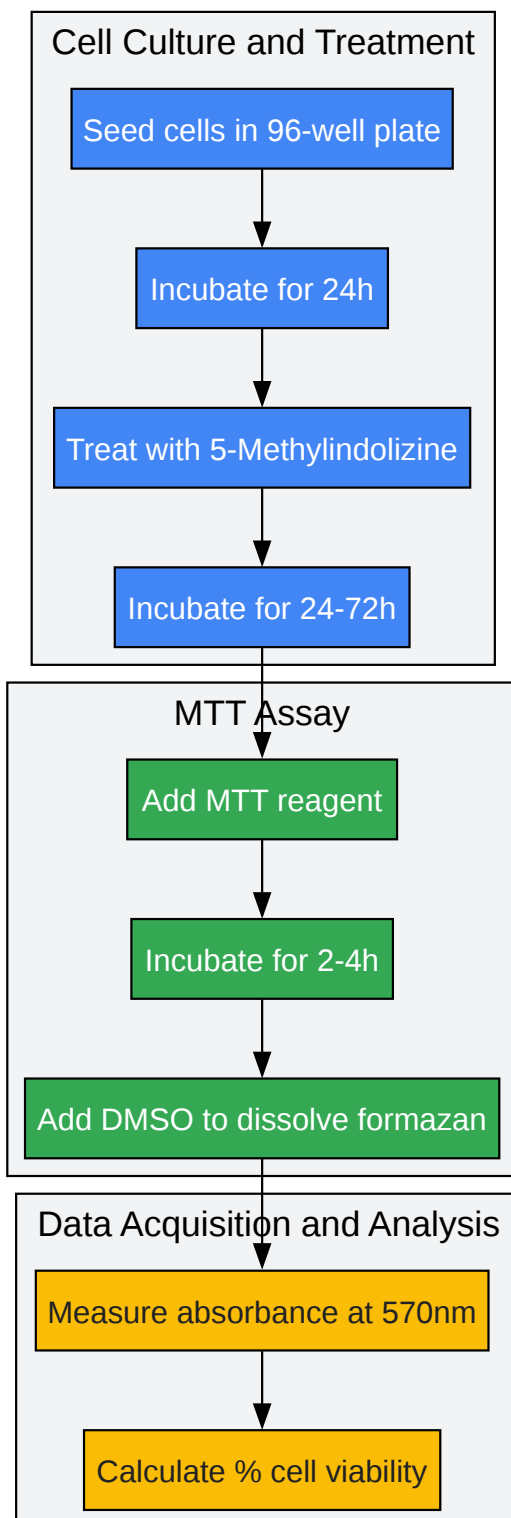 Cell Culture and Treatment
Seed cells in 96-well plate
Incubate for 24h
Treat with 5-Methylindolizine
Incubate for 24-72h
MTT Assay
Add MTT reagent
Incubate for 2-4h
Add DMSO to dissolve formazan
Data Acquisition and Analysis
Measure absorbance at 570nm
Calculate % cell viability